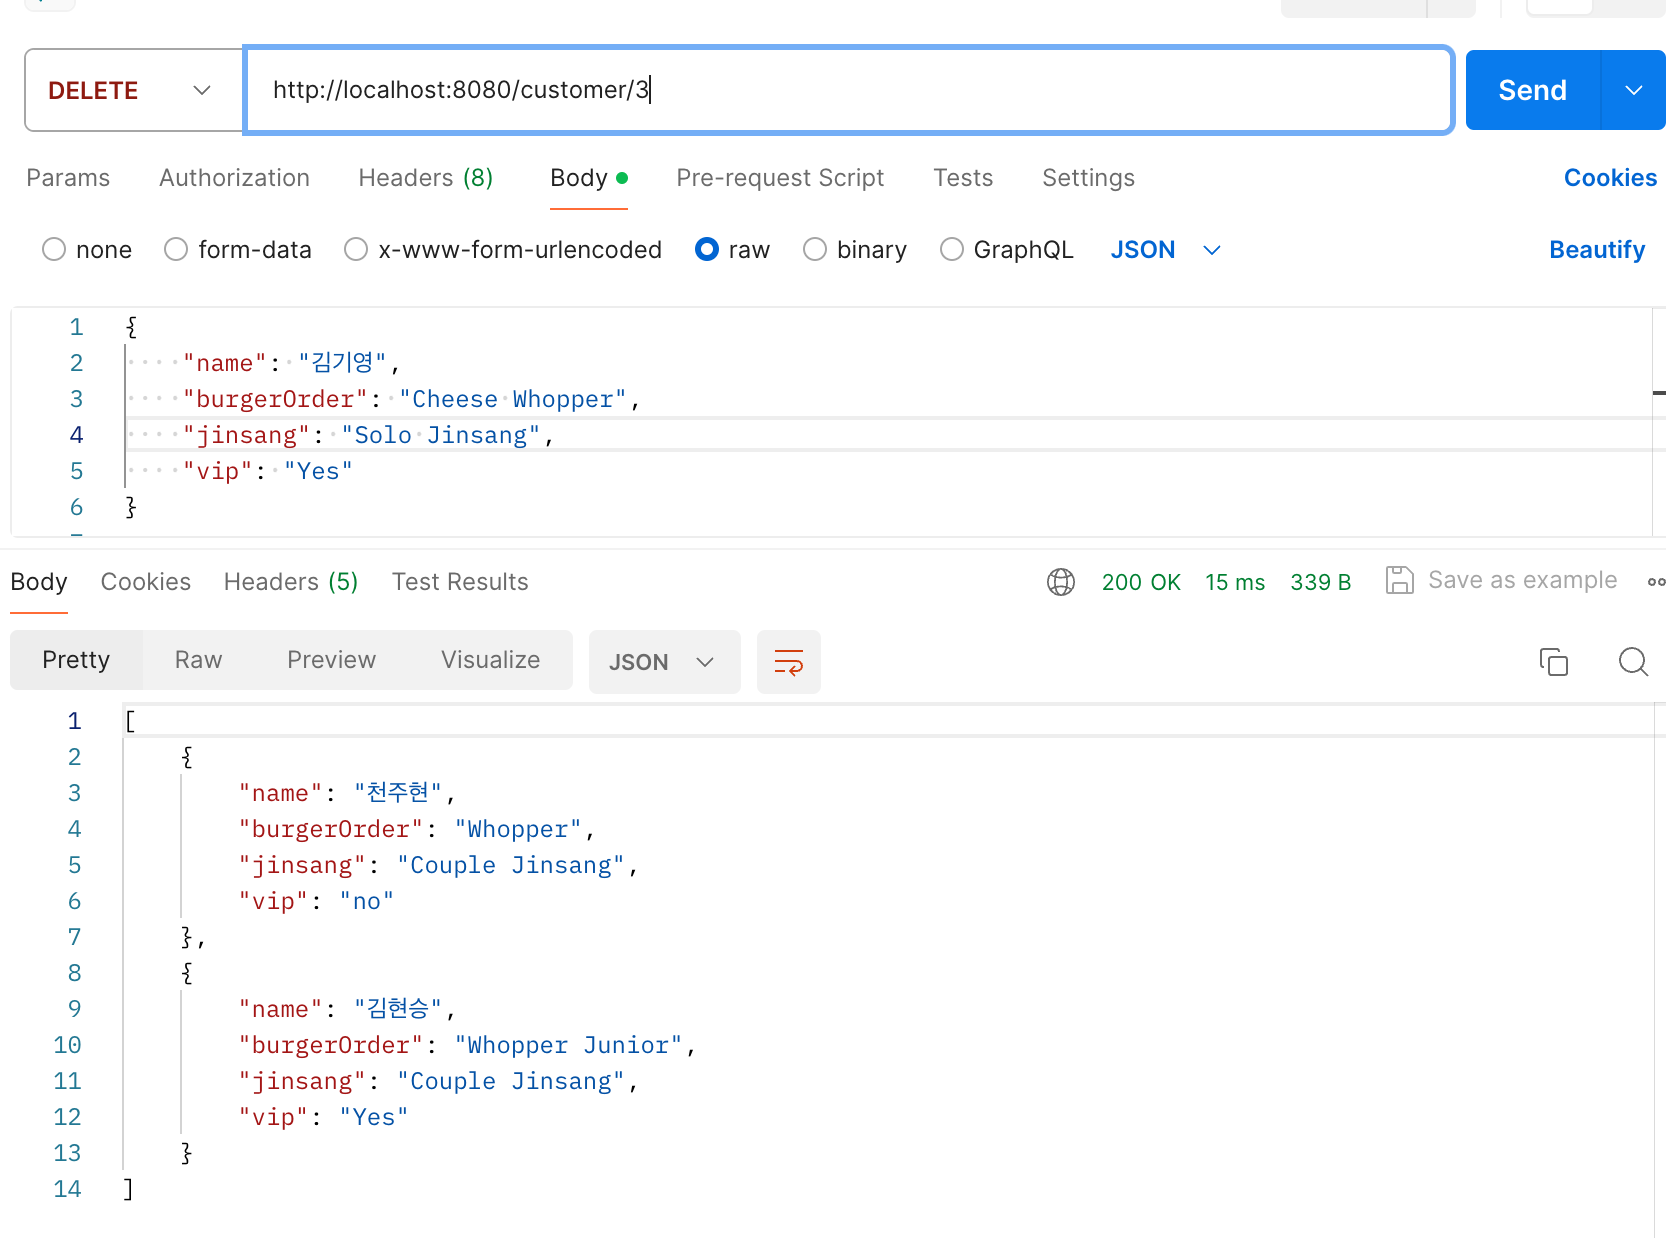 DELETE http://localhost:8080/customer/3 Send
Params Authorization Headers (8) Body Pre-request Script Tests Settings Cookies
none form-data x-www-form-urlencoded raw binary GraphQL JSON Beautify
1 {
2 "name": "김기영",
3 "burgerOrder": "Cheese Whopper",
4 "jinsang": "Solo Jinsang",
5 "vip": "Yes"
6 }
Body Cookies Headers (5) Test Results 200 OK 15 ms 339 B Save as example
Pretty Raw Preview Visualize JSON
1 [
2 {
3 "name": "천주현",
4 "burgerOrder": "Whopper",
5 "jinsang": "Couple Jinsang",
6 "vip": "no"
7 },
8 {
9 "name": "김현승",
10 "burgerOrder": "Whopper Junior",
11 "jinsang": "Couple Jinsang",
12 "vip": "Yes"
13 }
14 ]